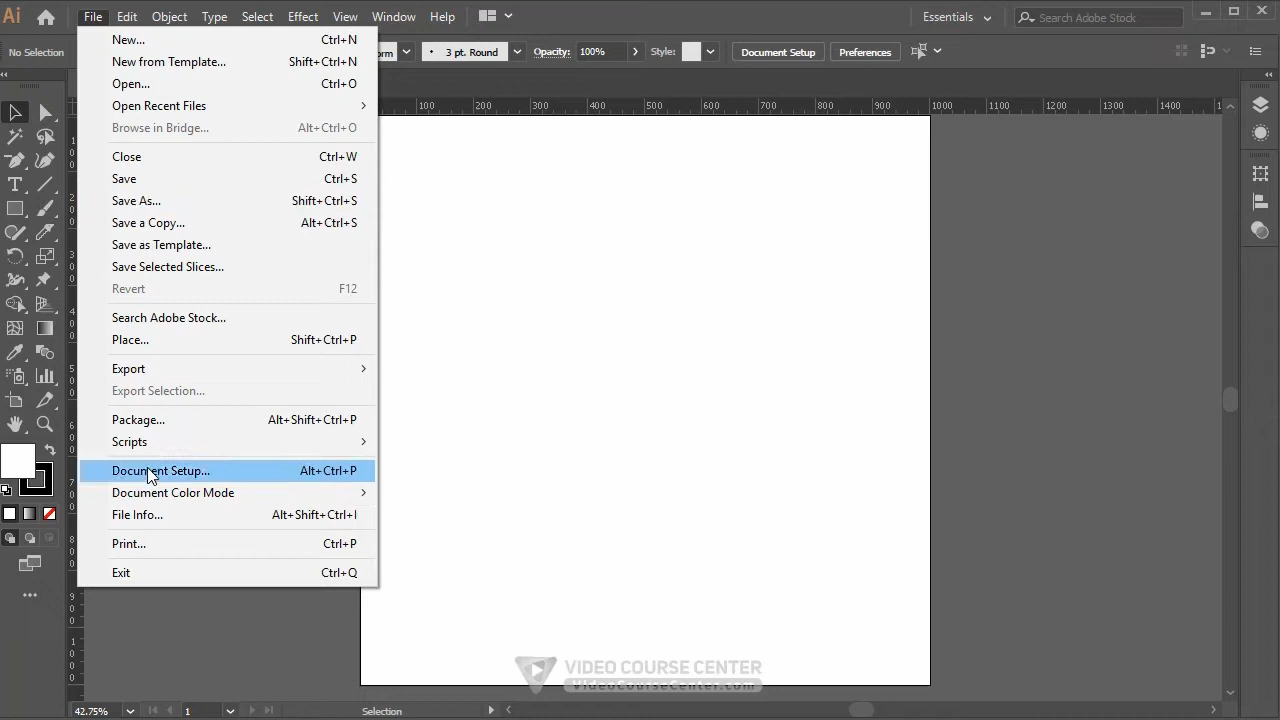 Ai File Edit Object Type Select Effect View Window Help Essentials Search Adobe Stock
No Selection 3 pt. Round Opacity: 100% Style: Document Setup Preferences
New... Ctrl+N
New from Template... Shift+Ctrl+N
Open... Ctrl+O
Open Recent Files
Browse in Bridge... Alt+Ctrl+O
Close Ctrl+W
Save Ctrl+S
Save As... Shift+Ctrl+S
Save a Copy... Alt+Ctrl+S
Save as Template...
Save Selected Slices...
Revert F12
Search Adobe Stock...
Place... Shift+Ctrl+P
Export
Export Selection...
Package... Alt+Shift+Ctrl+P
Scripts
Document Setup... Alt+Ctrl+P
Document Color Mode
File Info... Alt+Shift+Ctrl+I
Print... Ctrl+P
Exit Ctrl+Q
100 200 300 400 500 600 700 800 900 1000 1100 1200 1300 1400
VIDEO COURSE CENTER
VideoCourseCenter.com
42.75% 1 Selection